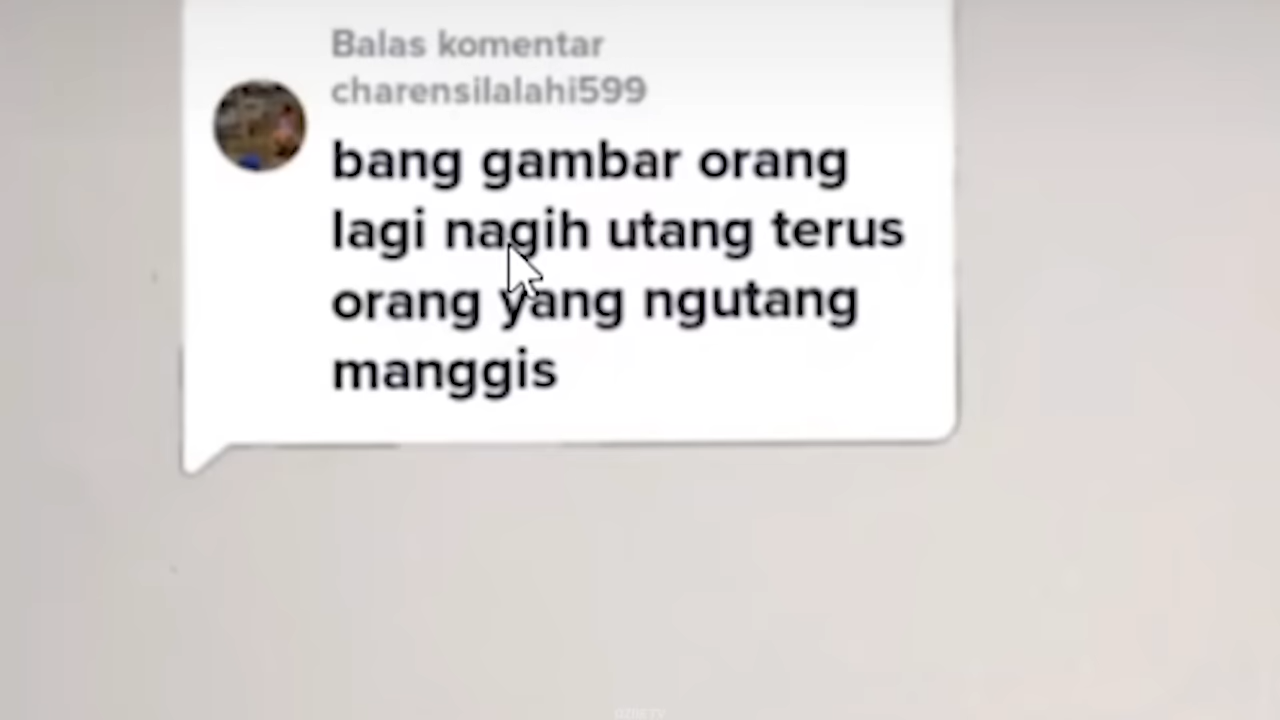 Balas komentar
charensilalahi599
bang gambar orang
lagi nagih utang terus
orang yang ngutang
manggis